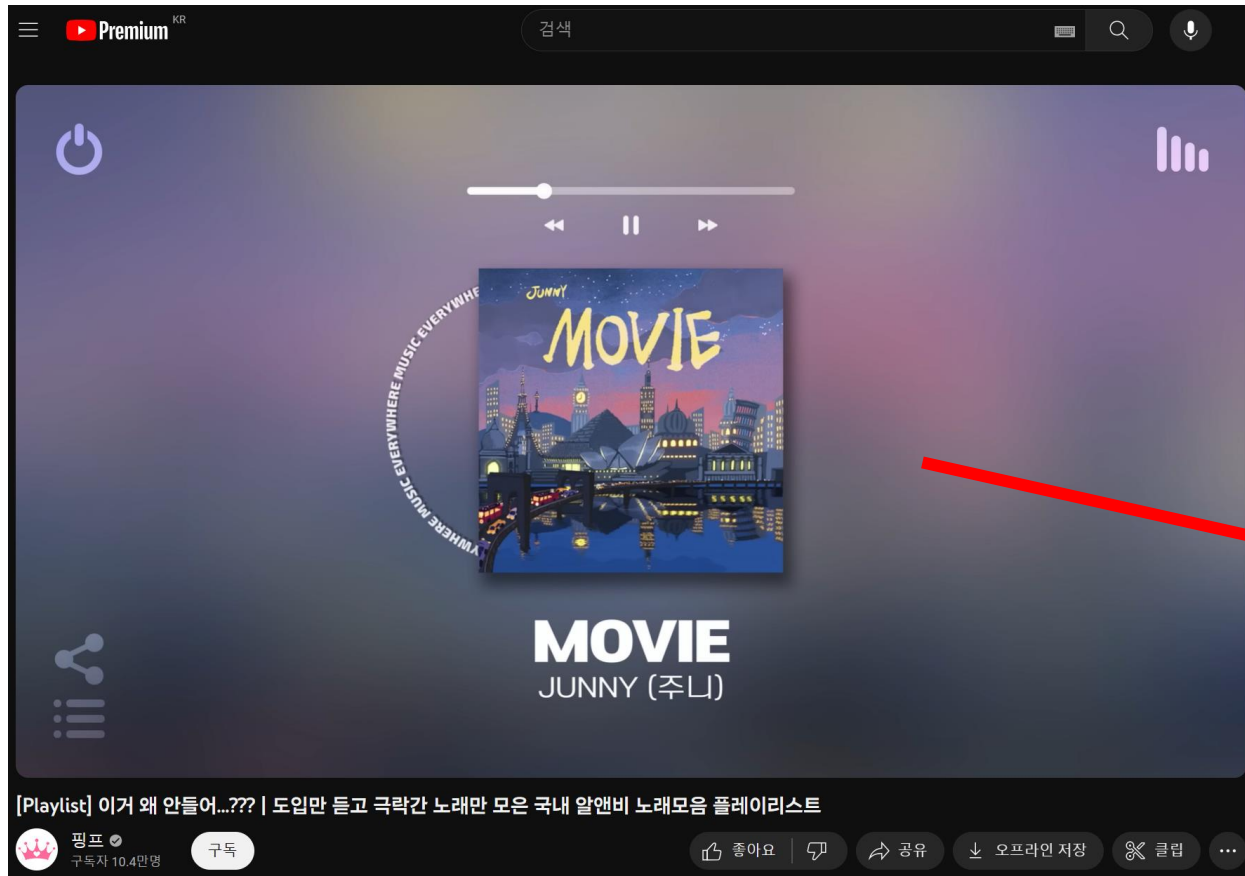 Premium KR
검색
JUNNY
MOVIE
YWHERE MUSIC EVERYWHERE MUSIC EVERYWHE
MOVIE
JUNNY (주니)
[Playlist] 이거 왜 안들어...??? | 도입만 듣고 극락간 노래만 모은 국내 알앤비 노래모음 플레이리스트
핑프
구독자 10.4만명
구독
좋아요
공유
오프라인 저장
클립